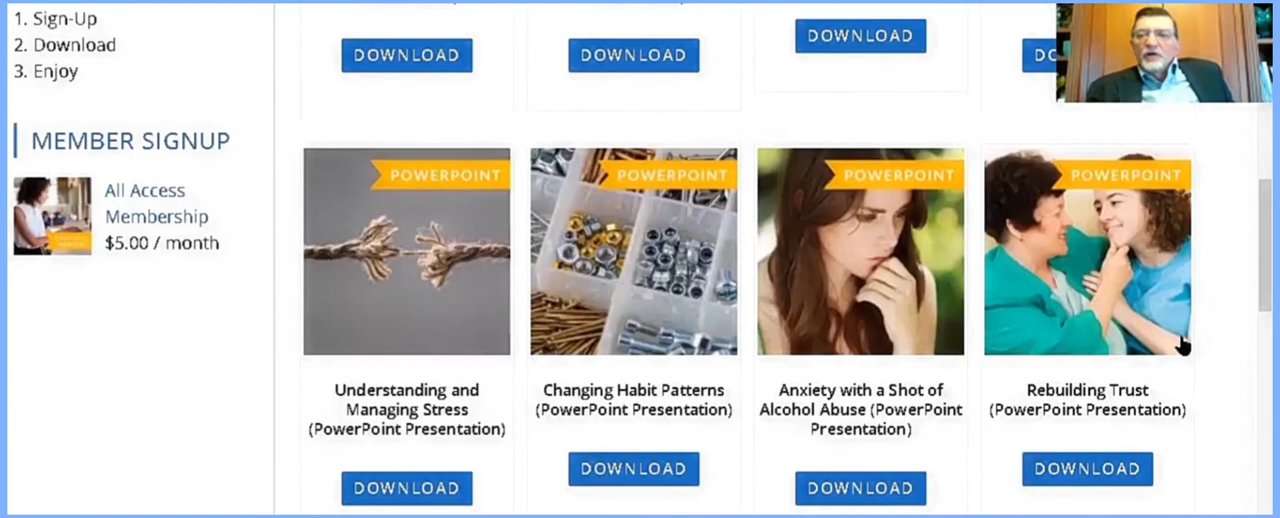 1. Sign-Up
2. Download
3. Enjoy
MEMBER SIGNUP
All Access
Membership
$5.00 / month
DOWNLOAD
DOWNLOAD
DOWNLOAD
POWERPOINT
POWERPOINT
POWERPOINT
POWERPOINT
Understanding and
Managing Stress
(PowerPoint Presentation)
DOWNLOAD
Changing Habit Patterns
(PowerPoint Presentation)
DOWNLOAD
Anxiety with a Shot of
Alcohol Abuse (PowerPoint
Presentation)
DOWNLOAD
Rebuilding Trust
(PowerPoint Presentation)
DOWNLOAD